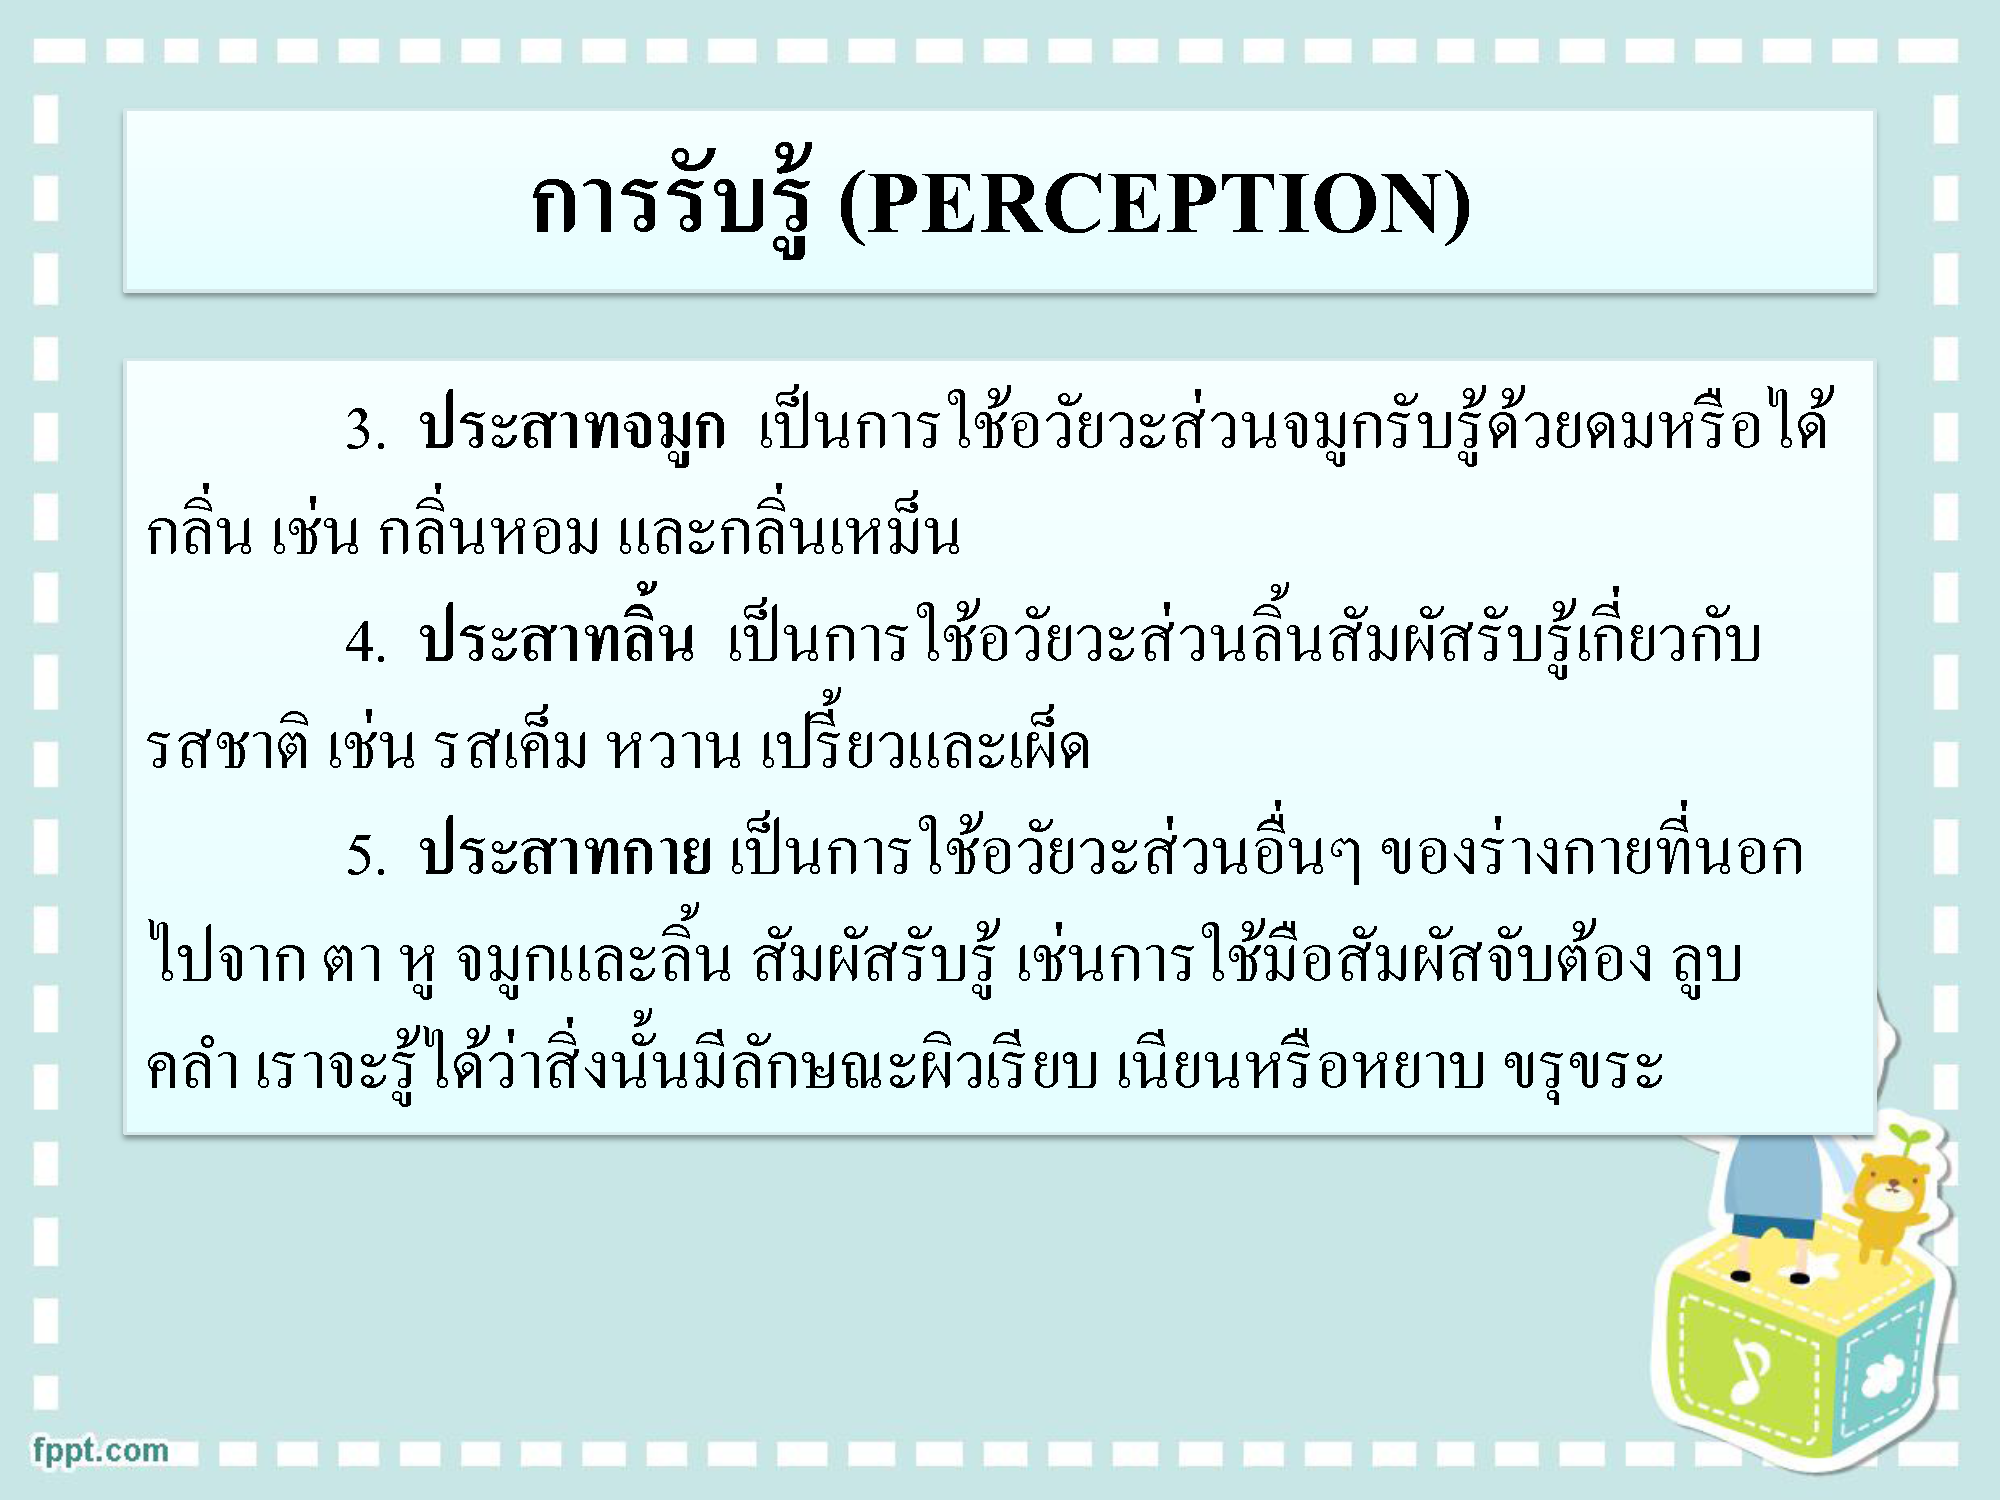 การรับรู้ (PERCEPTION)
3. ประสาทจมูก เป็นการใช้อวัยวะส่วนจมูกรับรู้ด้วยดมหรือได้
กลิ่น เช่น กลิ่นหอม และกลิ่นเหม็น
4. ประสาทลิ้น เป็นการใช้อวัยวะส่วนลิ้นสัมผัสรับรู้เกี่ยวกับ
รสชาติ เช่น รสเค็ม หวาน เปรี้ยวและเผ็ด
5. ประสาทกาย เป็นการใช้อวัยวะส่วนอื่นๆ ของร่างกายที่นอก
ไปจาก ตา หู จมูกและลิ้น สัมผัสรับรู้ เช่นการใช้มือสัมผัสจับต้อง ลูบ
คลำ เราจะรู้ได้ว่าสิ่งนั้นมีลักษณะผิวเรียบ เนียนหรือหยาบ ขรุขระ
fppt.com